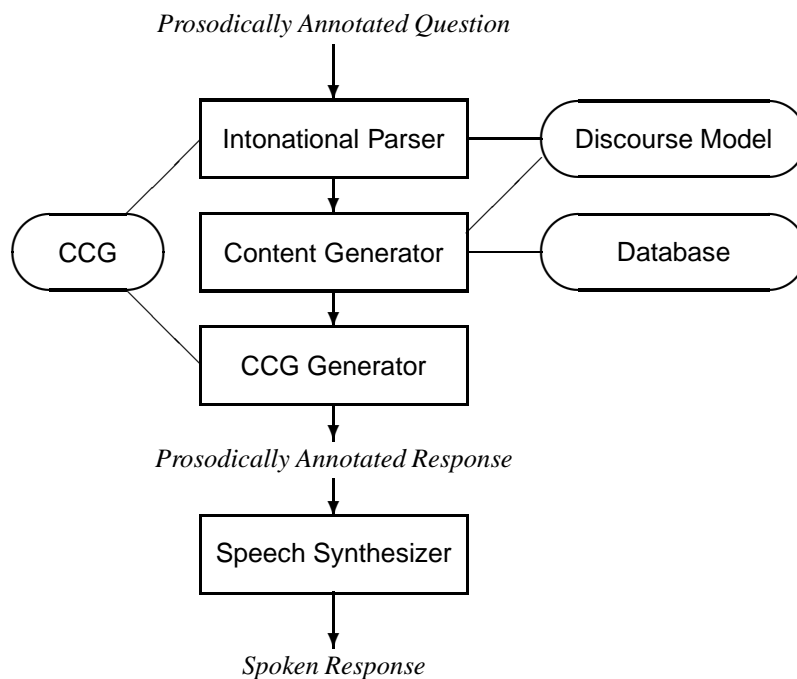 Prosodically Annotated Question
Intonational Parser
Discourse Model
CCG
Content Generator
Database
CCG Generator
Prosodically Annotated Response
Speech Synthesizer
Spoken Response